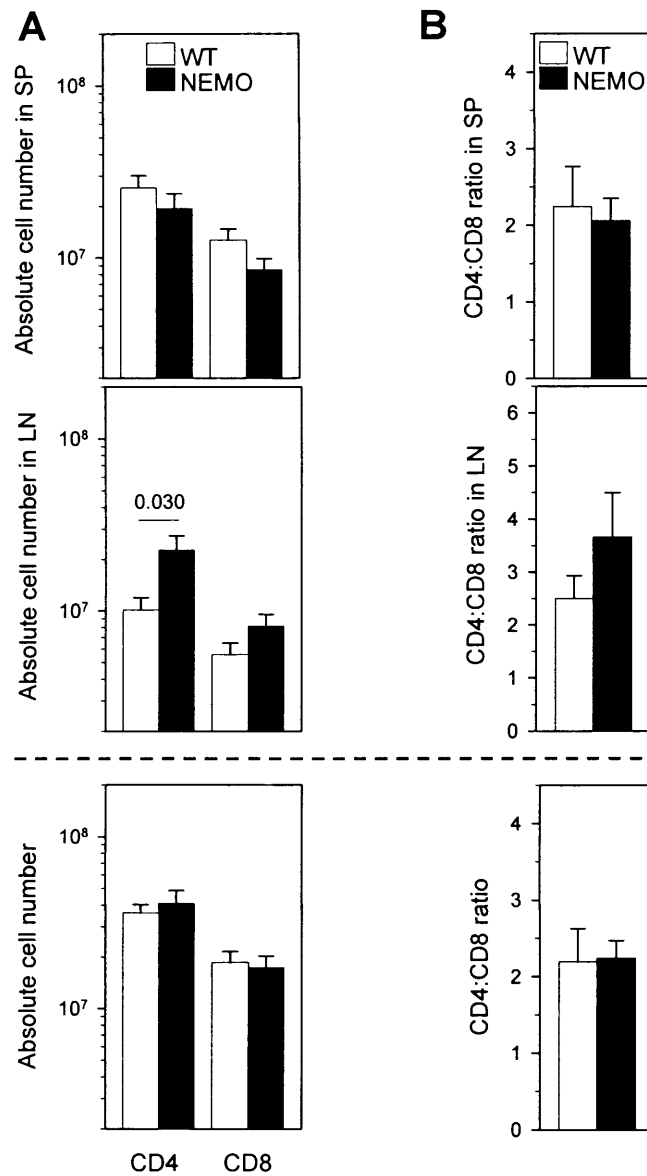 A
WT
NEMO
Absolute cell number in SP
10⁸
10⁷
B
WT
NEMO
CD4:CD8 ratio in SP
4
3
2
1
0
Absolute cell number in LN
10⁸
10⁷
0.030
CD4:CD8 ratio in LN
6
5
4
3
2
1
0
Absolute cell number
10⁸
10⁷
CD4 CD8
CD4:CD8 ratio
4
3
2
1
0